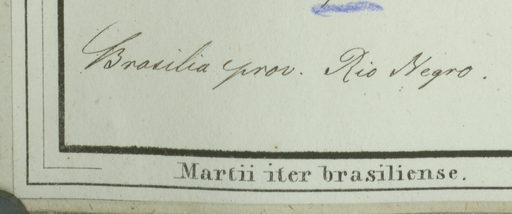 Brasilia prov. Rio Negro.
Martii iter brasiliense.